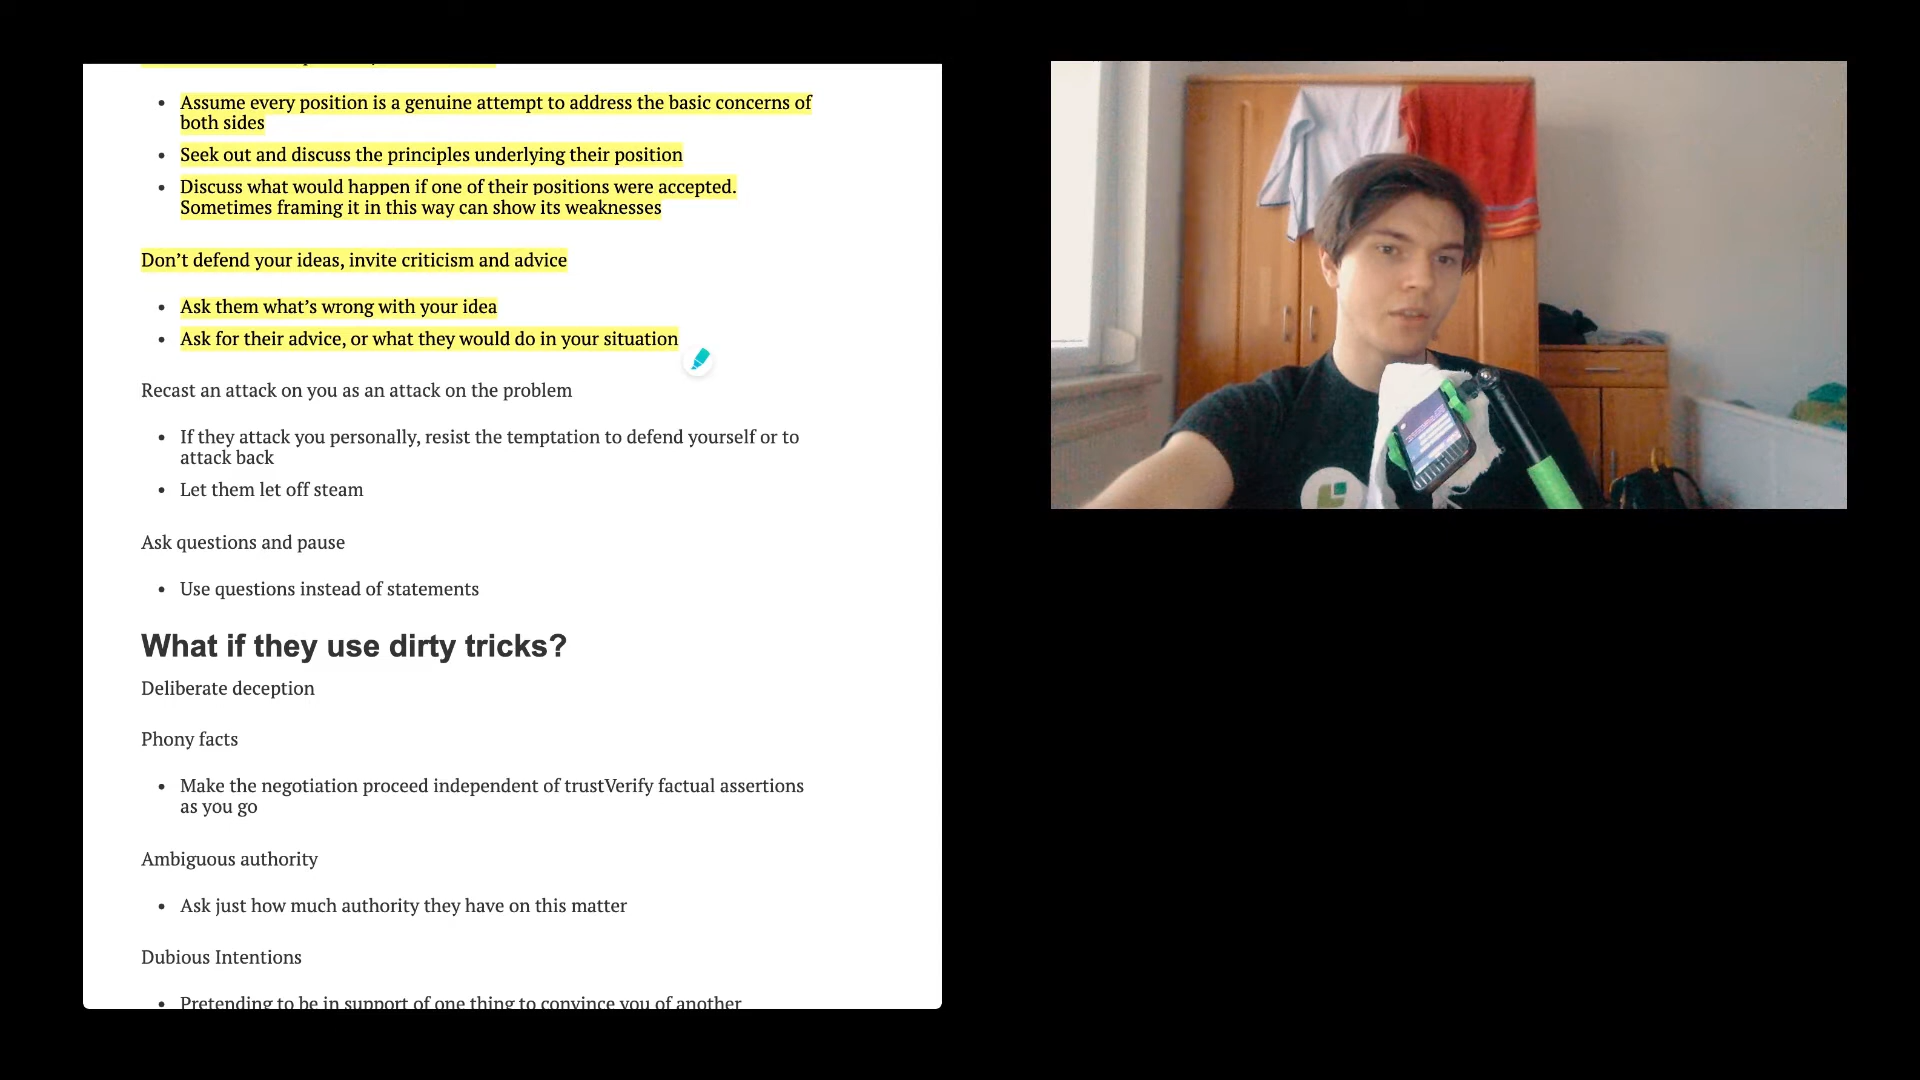 Assume every position is a genuine attempt to address the basic concerns of
both sides
Seek out and discuss the principles underlying their position
Discuss what would happen if one of their positions were accepted.
Sometimes framing it in this way can show its weaknesses
Don’t defend your ideas, invite criticism and advice
Ask them what’s wrong with your idea
Ask for their advice, or what they would do in your situation
Recast an attack on you as an attack on the problem
If they attack you personally, resist the temptation to defend yourself or to
attack back
Let them let off steam
Ask questions and pause
Use questions instead of statements
What if they use dirty tricks?
Deliberate deception
Phony facts
Make the negotiation proceed independent of trustVerify factual assertions
as you go
Ambiguous authority
Ask just how much authority they have on this matter
Dubious Intentions
Pretending to be in support of one thing to convince you of another